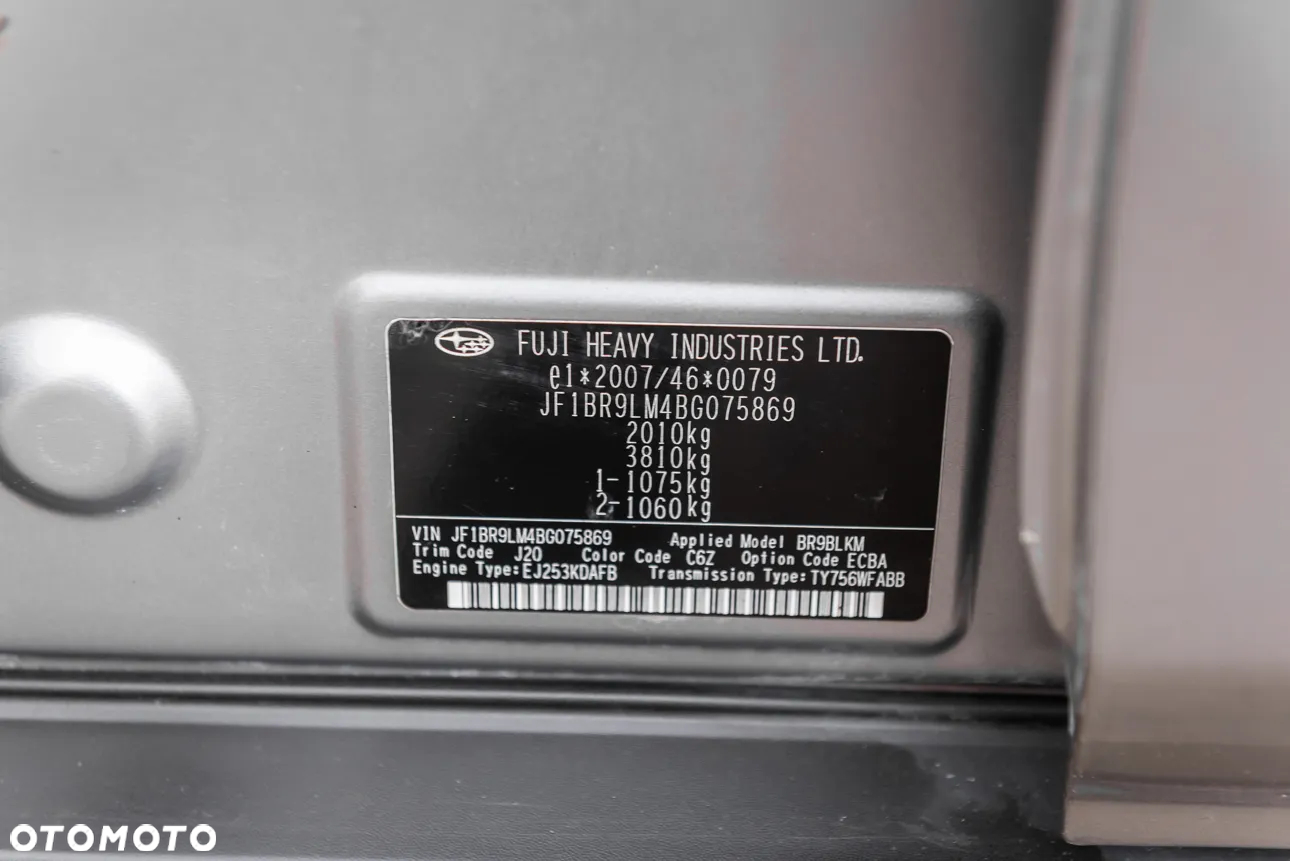 FUJI HEAVY INDUSTRIES LTD.
e1*2007/46*0079
JF1BR9LM4BG075869
2010kg
3810kg
1-1075kg
2-1060kg
VIN JF1BR9LM4BG075869 Applied Model BR9BLKM
Trim Code J20 Color Code C6Z Option Code ECBA
Engine Type:EJ253KDAFB Transmission Type:TY756WFABB
OTOMOTO